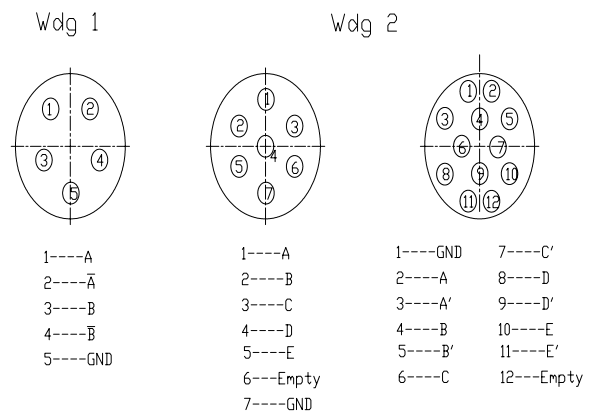 Wdg 1
Wdg 2
1 2
3 4
5
1
2 3
4
5 6
7
1 2
3 4 5
6 7
8 9 10
11 12
1----A
2----A̅
3----B
4----B̅
5----GND
1----A
2----B
3----C
4----D
5----E
6---Empty
7----GND
1----GND
2----A
3----A′
4----B
5----B′
6----C
7----C′
8----D
9----D′
10----E
11----E′
12---Empty